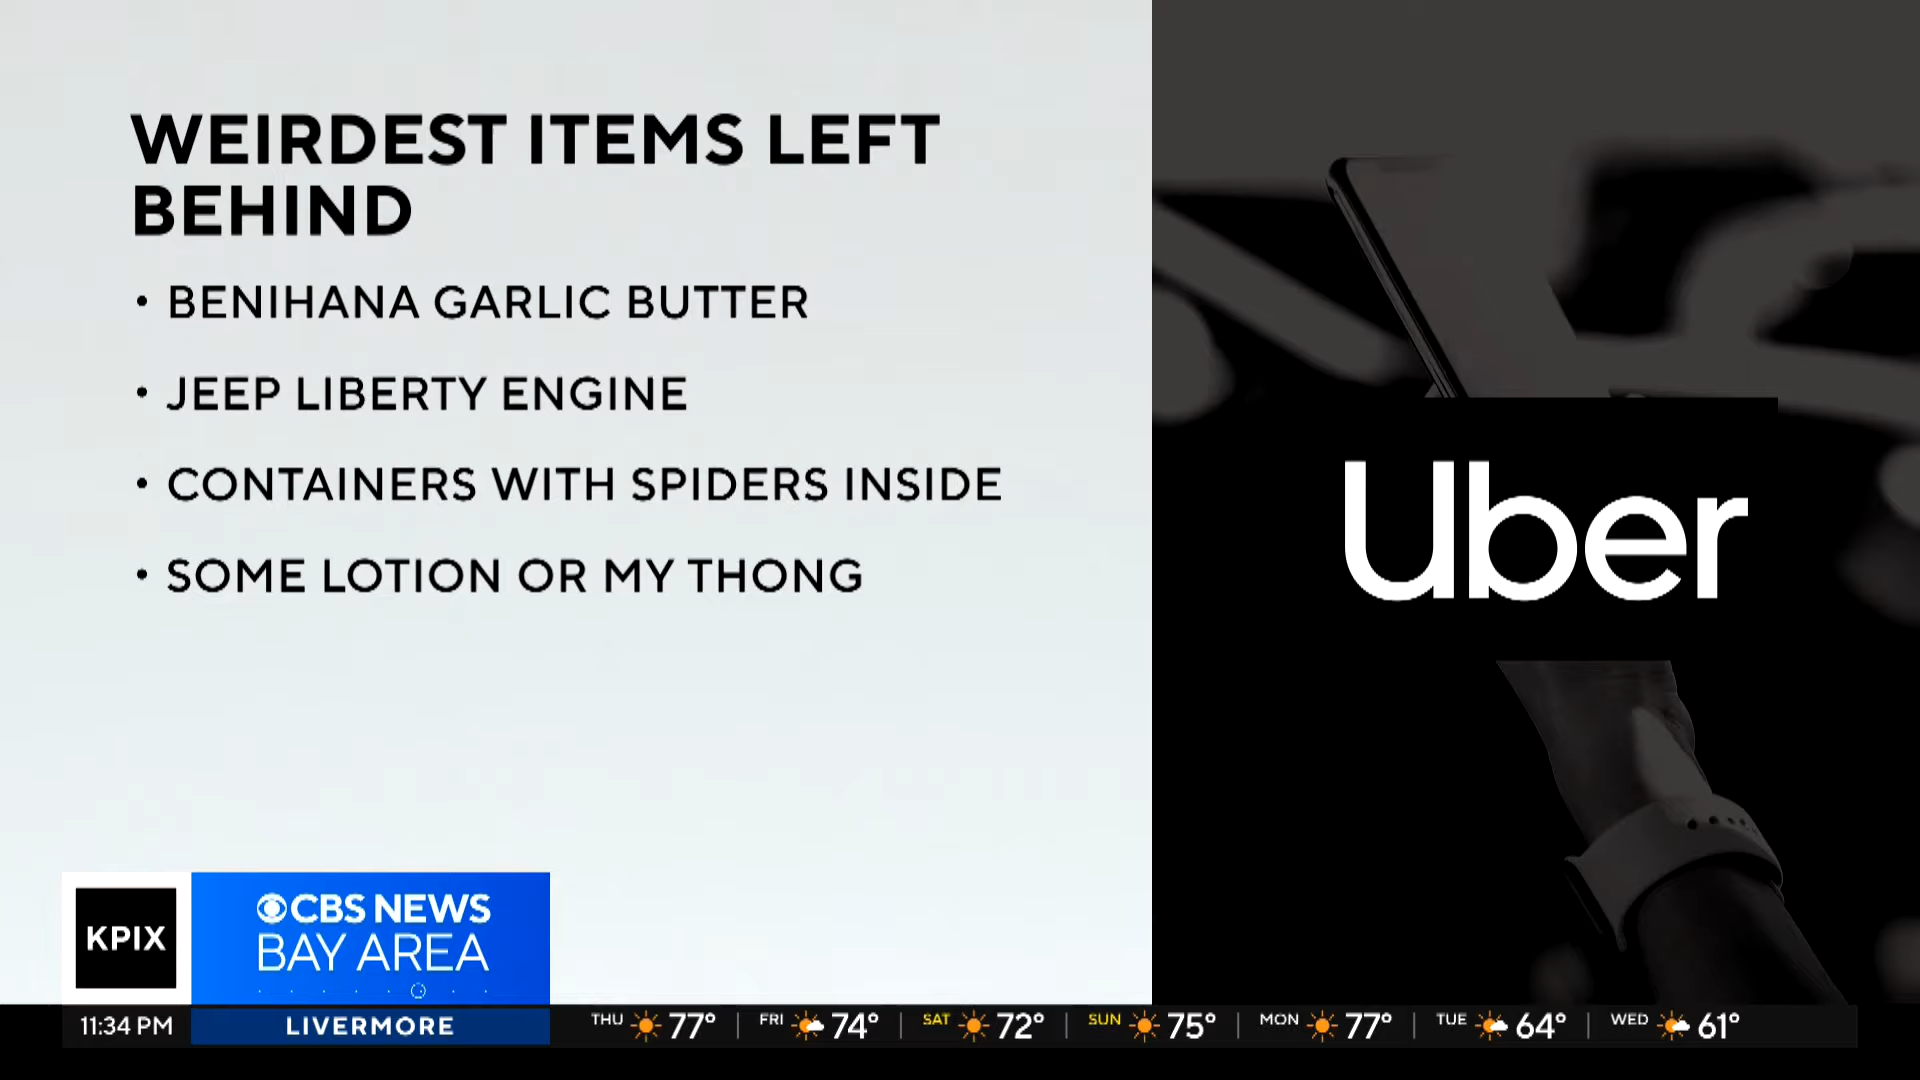 WEIRDEST ITEMS LEFT
BEHIND
• BENIHANA GARLIC BUTTER
• JEEP LIBERTY ENGINE
• CONTAINERS WITH SPIDERS INSIDE
• SOME LOTION OR MY THONG
Uber
KPIX
CBS NEWS
BAY AREA
11:34 PM
LIVERMORE
THU 77° | FRI 74° | SAT 72° | SUN 75° | MON 77° | TUE 64° | WED 61°